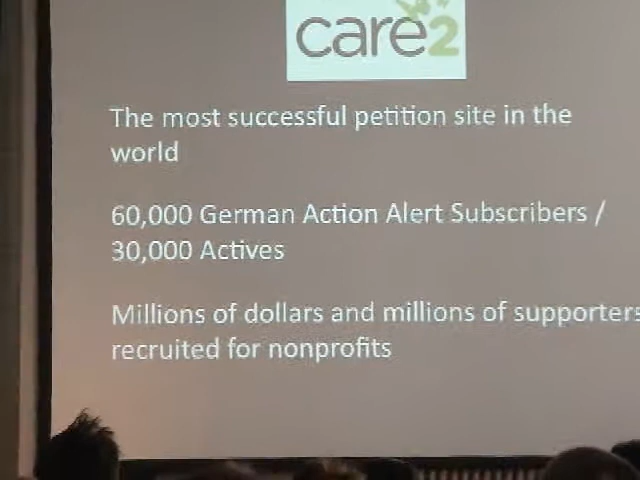 care2
The most successful petition site in the
world
60,000 German Action Alert Subscribers /
30,000 Actives
Millions of dollars and millions of supporters
recruited for nonprofits